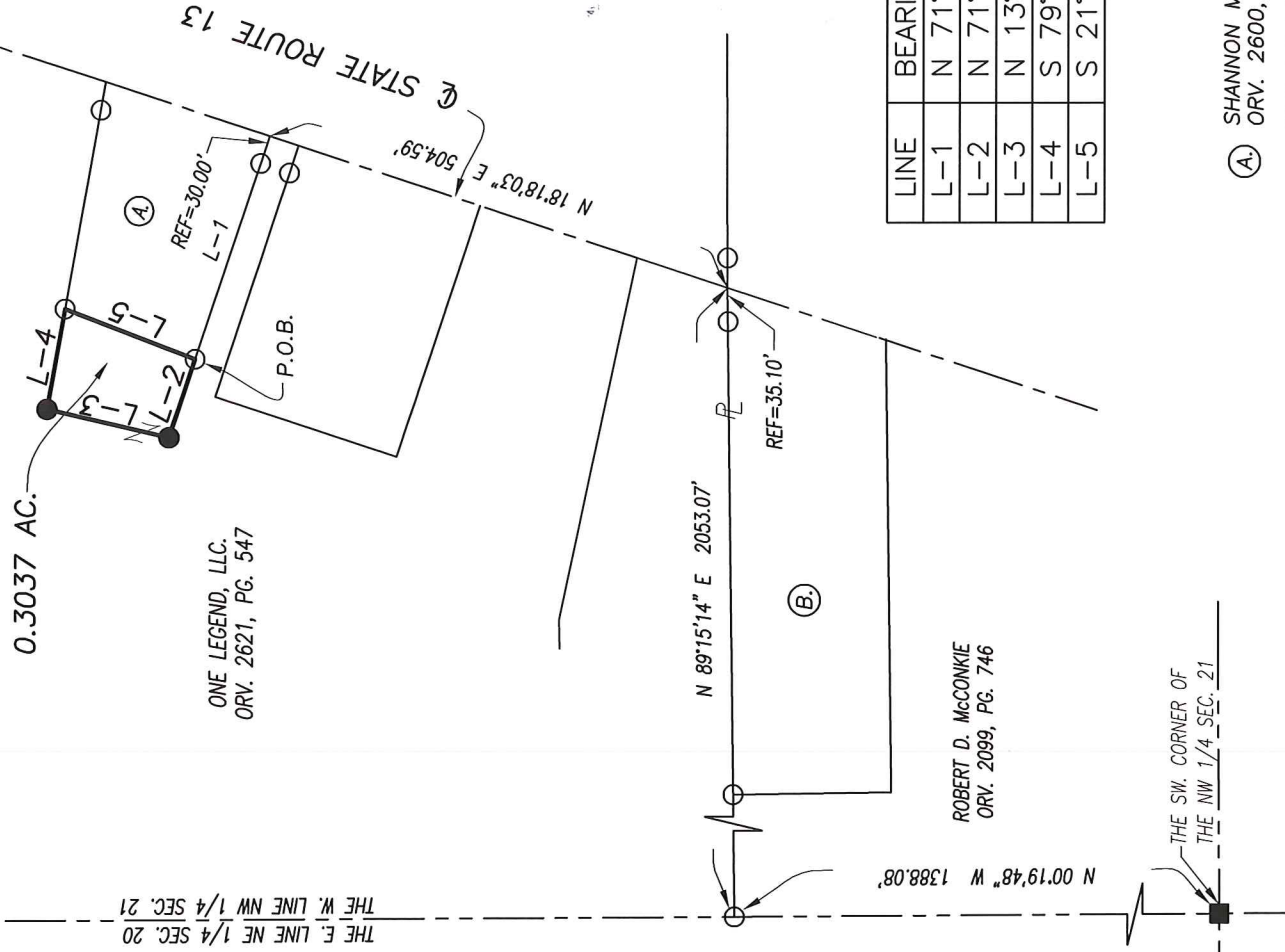 0.3037 AC.
L-4
L-3
L-2
L-5
P.O.B.
(A.)
REF=30.00'
L-1
℄ STATE ROUTE 13
N 18°18'03" E 504.59'
ONE LEGEND, LLC.
ORV. 2621, PG. 547
N 89°15'14" E 2053.07'
PL
REF=35.10'
(B.)
ROBERT D. McCONKIE
ORV. 2099, PG. 746
N 00°19'48" W 1388.08'
THE SW. CORNER OF
THE NW 1/4 SEC. 21
THE W. LINE NW 1/4 SEC. 21
THE E. LINE NE 1/4 SEC. 20
LINE BEARI
L-1 N 71°
L-2 N 71°
L-3 N 13°
L-4 S 79°
L-5 S 21°
(A.) SHANNON M
ORV. 2600,